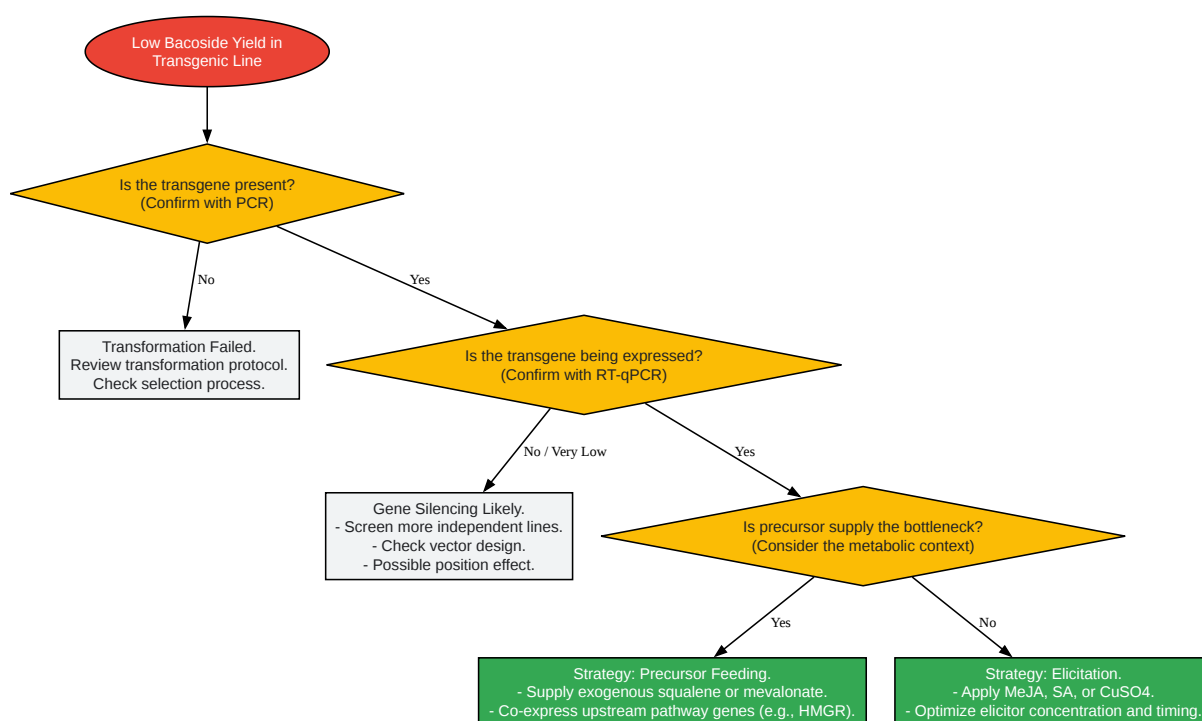 Low Bacoside Yield in
Transgenic Line
Is the transgene present?
(Confirm with PCR)
No
Yes
Transformation Failed.
Review transformation protocol.
Check selection process.
Is the transgene being expressed?
(Confirm with RT-qPCR)
No / Very Low
Yes
Gene Silencing Likely.
- Screen more independent lines.
- Check vector design.
- Possible position effect.
Is precursor supply the bottleneck?
(Consider the metabolic context)
Yes
No
Strategy: Precursor Feeding.
- Supply exogenous squalene or mevalonate.
- Co-express upstream pathway genes (e.g., HMGR).
Strategy: Elicitation.
- Apply MeJA, SA, or CuSO4.
- Optimize elicitor concentration and timing